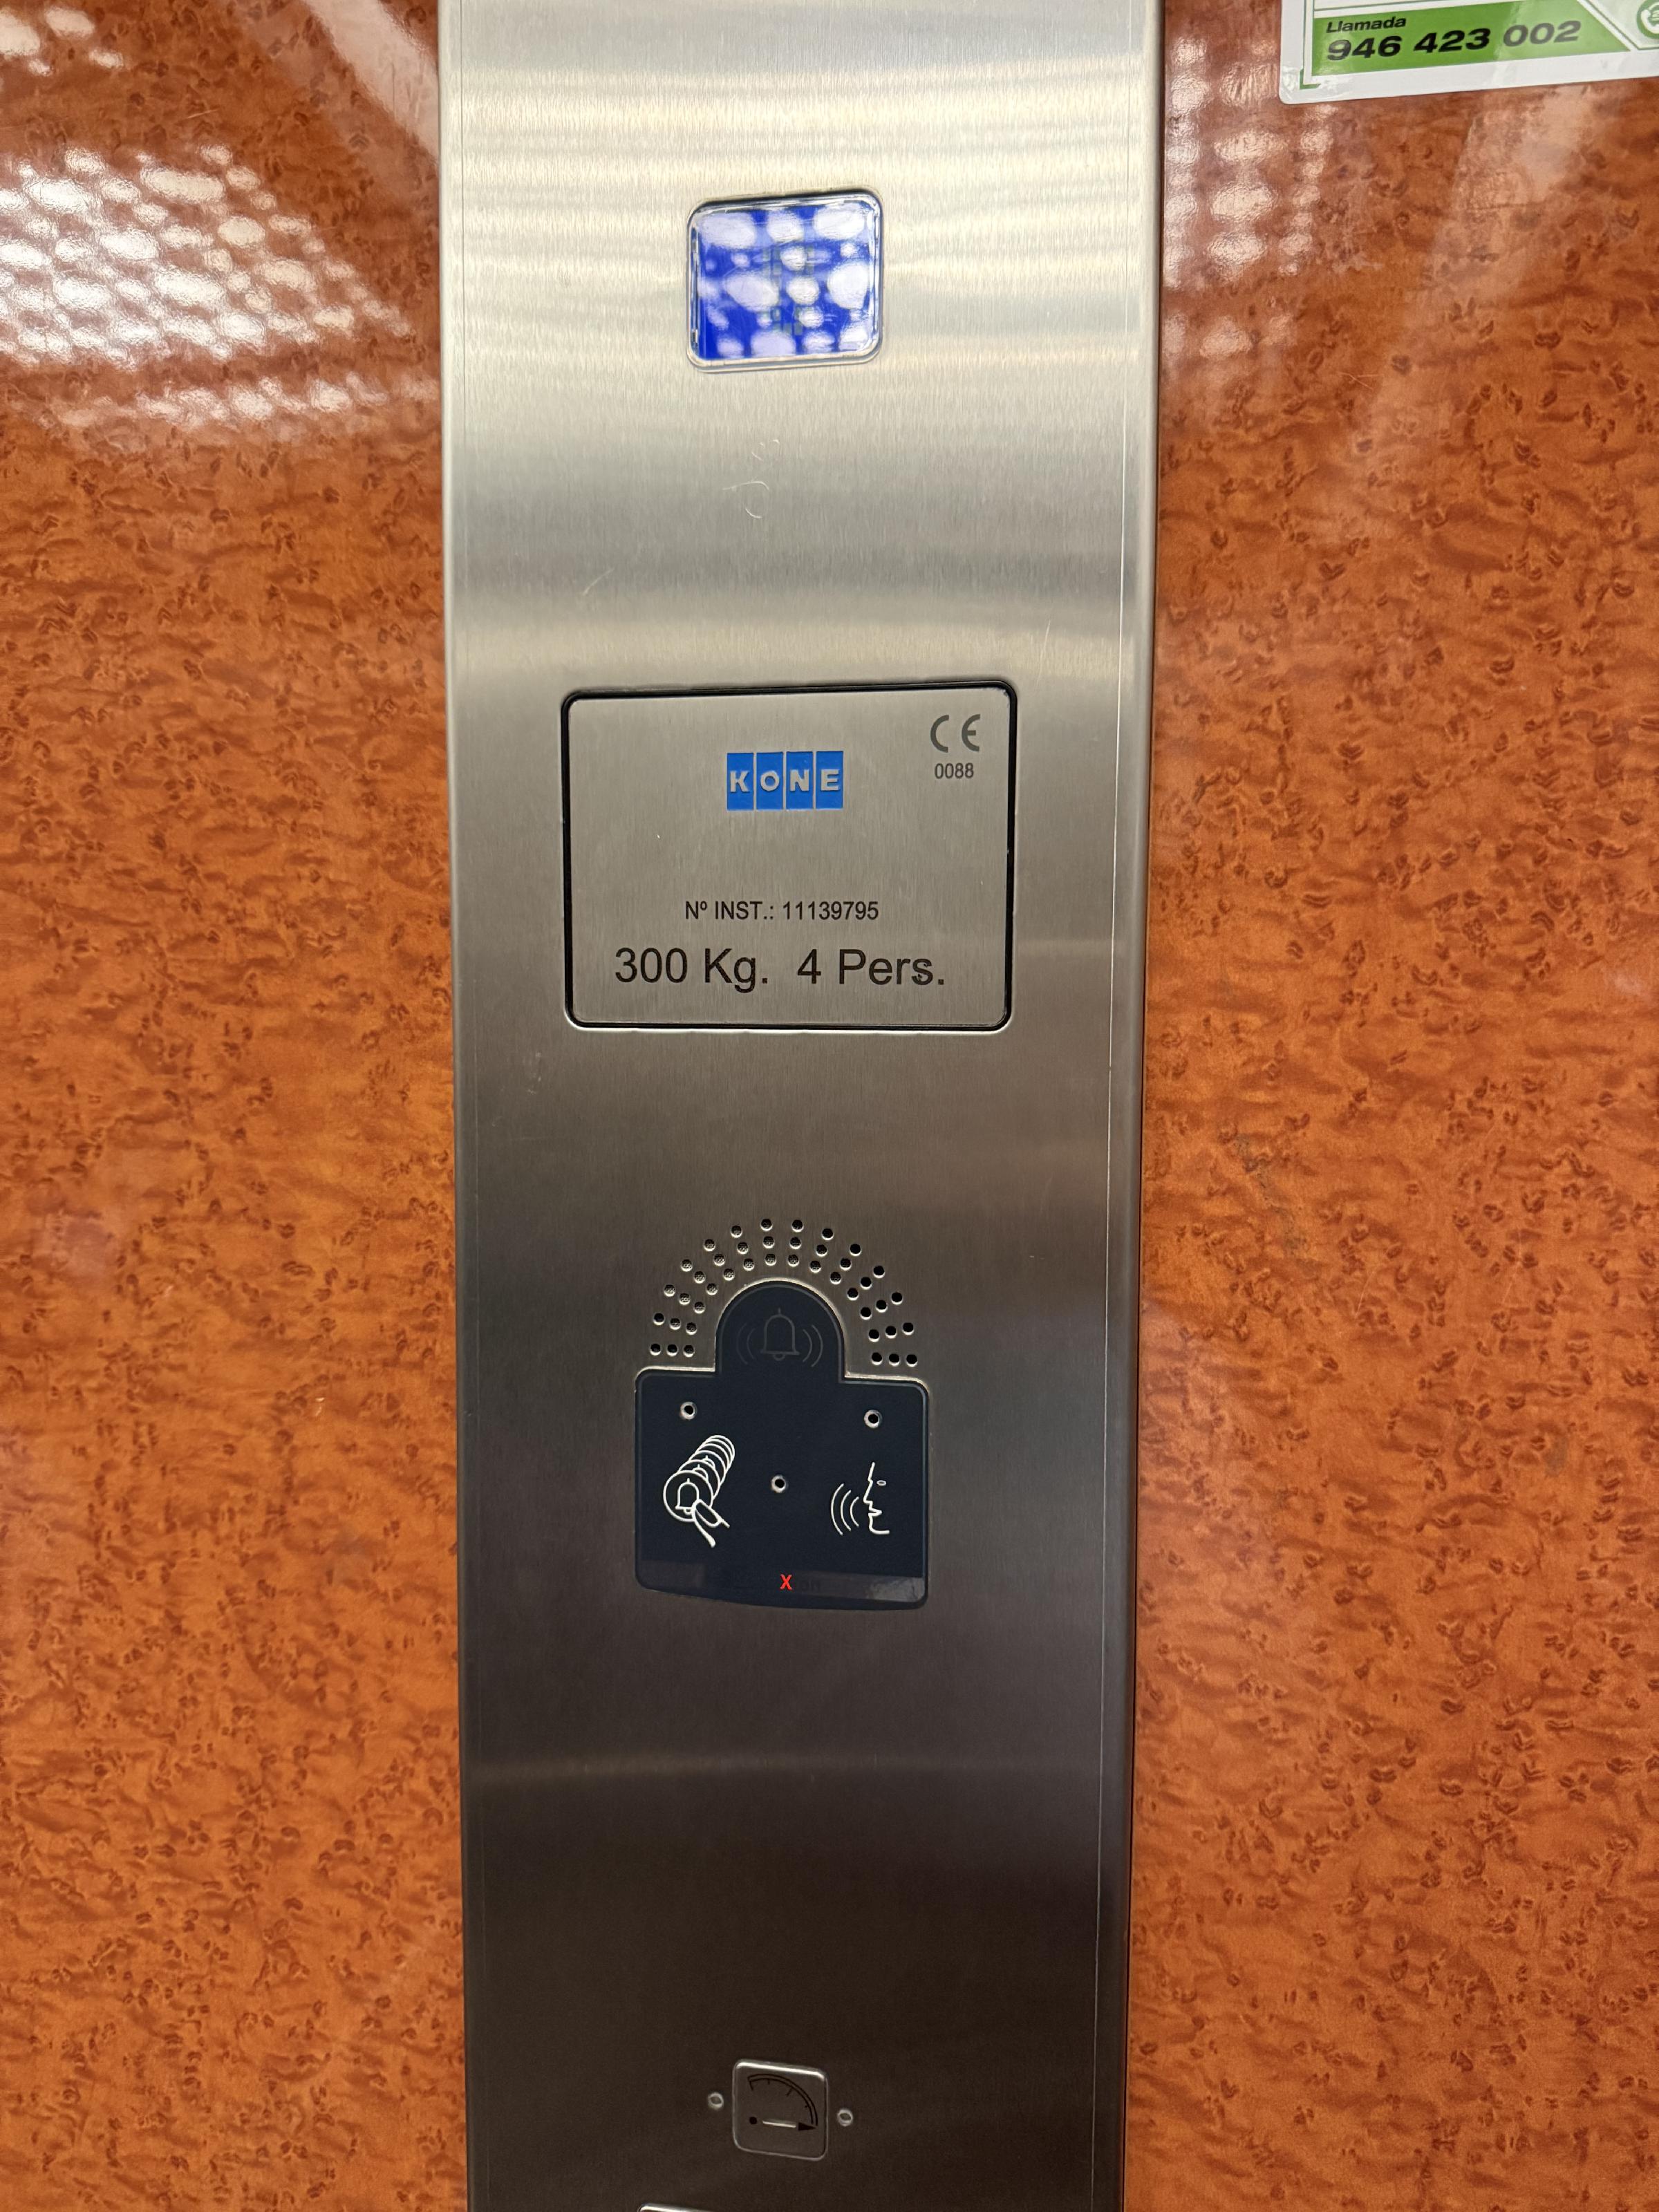 Llamada
946 423 002
CE
KONE
0088
Nº INST.: 11139795
300 Kg. 4 Pers.
X